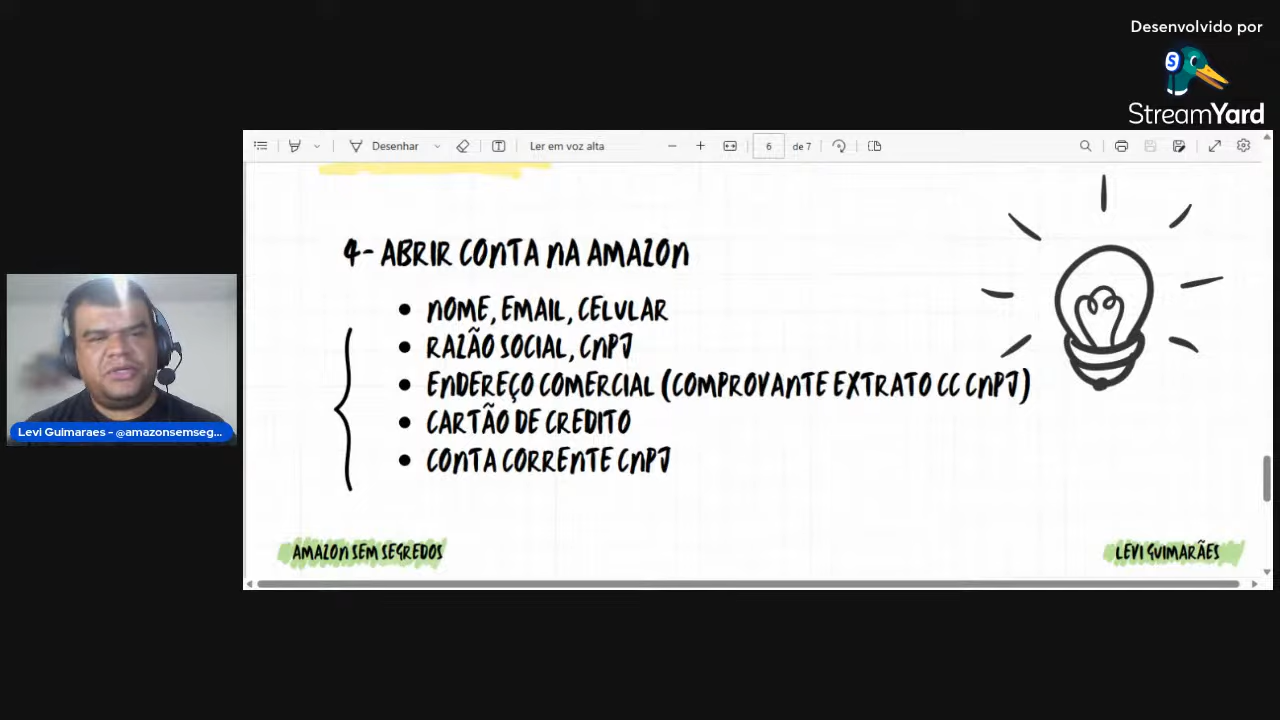 Desenvolvido por
StreamYard
Desenhar
Ler em voz alta
6 de 7
4- ABRIR CONTA NA AMAZON
• NOME, EMAIL, CELULAR
• RAZÃO SOCIAL, CNPJ
• ENDEREÇO COMERCIAL (COMPROVANTE EXTRATO CC CNPJ)
• CARTÃO DE CREDITO
• CONTA CORRENTE CNPJ
Levi Guimaraes - @amazonsemseg...
AMAZON SEM SEGREDOS
LEVI GUIMARÃES